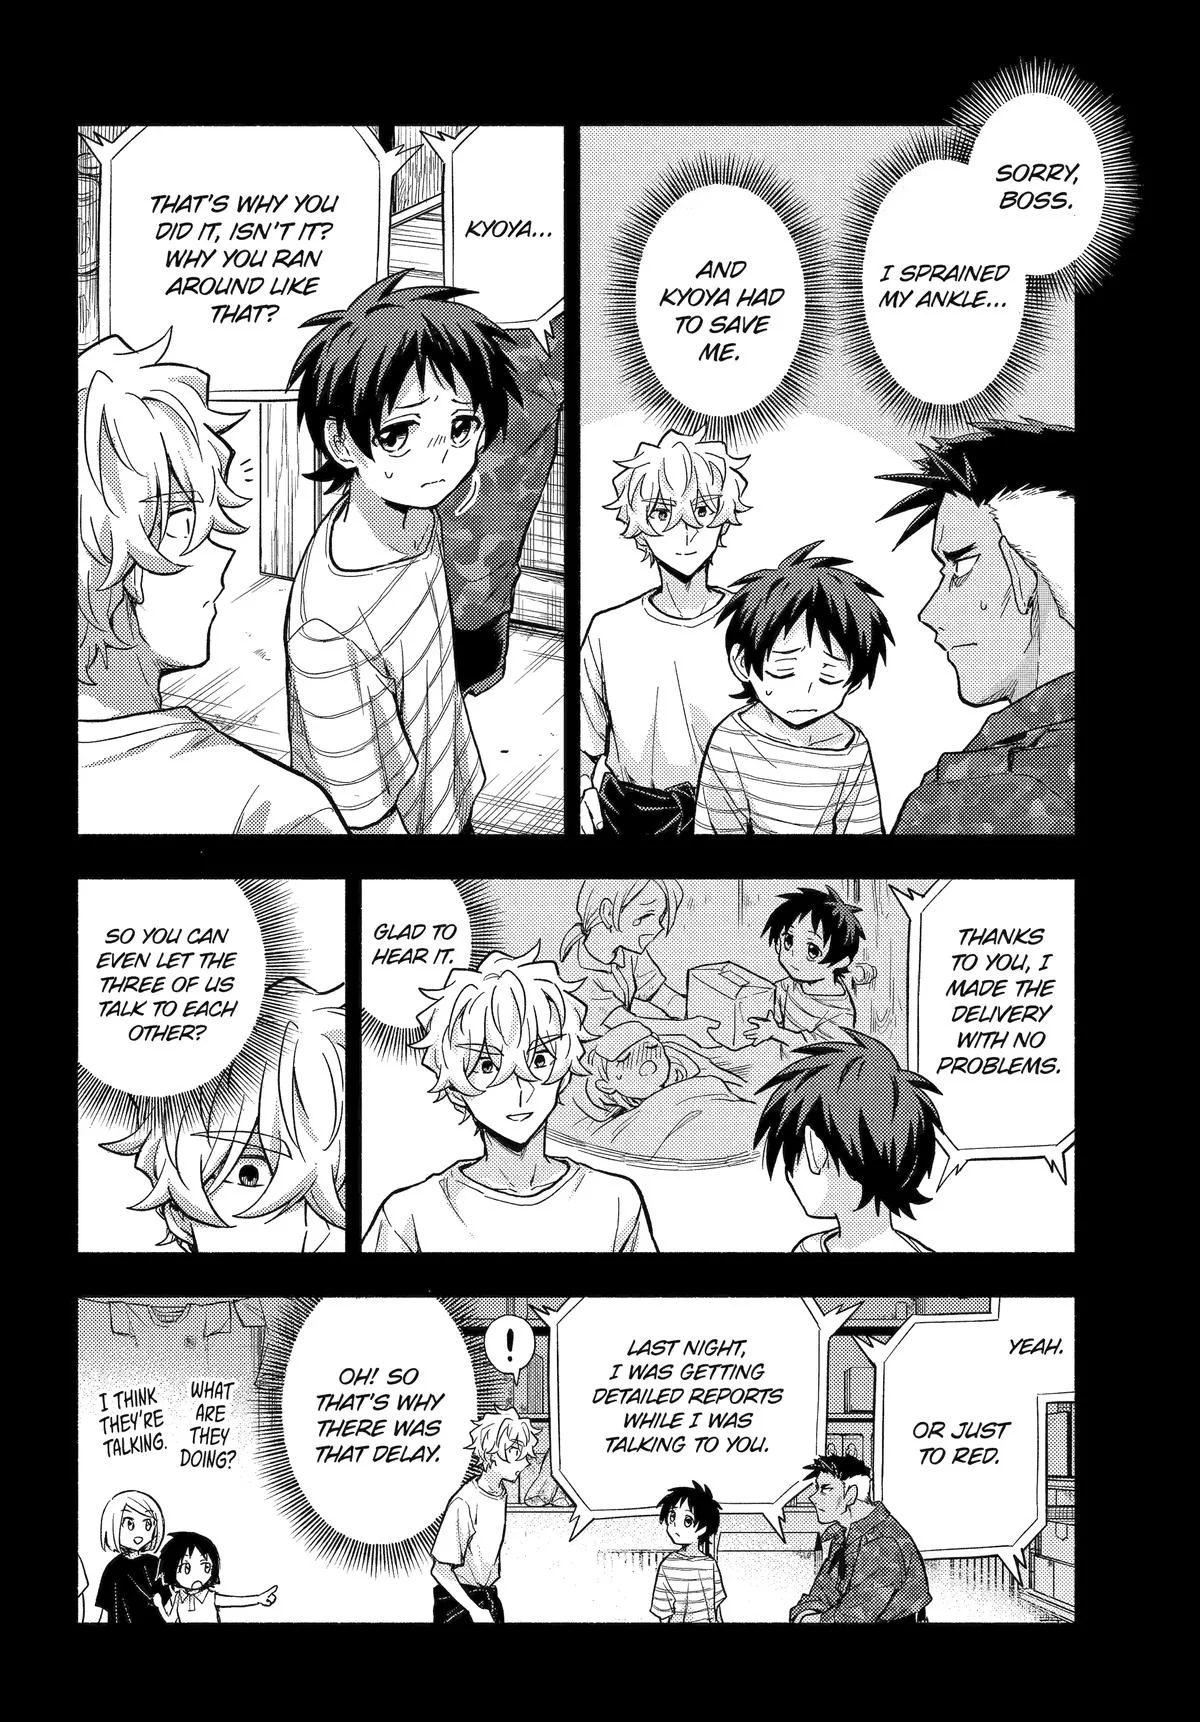 SORRY,
BOSS.
I SPRAINED
MY ANKLE...
AND
KYOYA HAD
TO SAVE
ME.
KYOYA...
THAT'S WHY YOU
DID IT, ISN'T IT?
WHY YOU RAN
AROUND LIKE
THAT?
THANKS
TO YOU, I
MADE THE
DELIVERY
WITH NO
PROBLEMS.
GLAD TO
HEAR IT.
SO YOU CAN
EVEN LET THE
THREE OF US
TALK TO EACH
OTHER?
YEAH.
OR JUST
TO RED.
LAST NIGHT,
I WAS GETTING
DETAILED REPORTS
WHILE I WAS
TALKING TO YOU.
!
OH! SO
THAT'S WHY
THERE WAS
THAT DELAY.
WHAT
ARE
THEY
DOING?
I THINK
THEY'RE
TALKING.